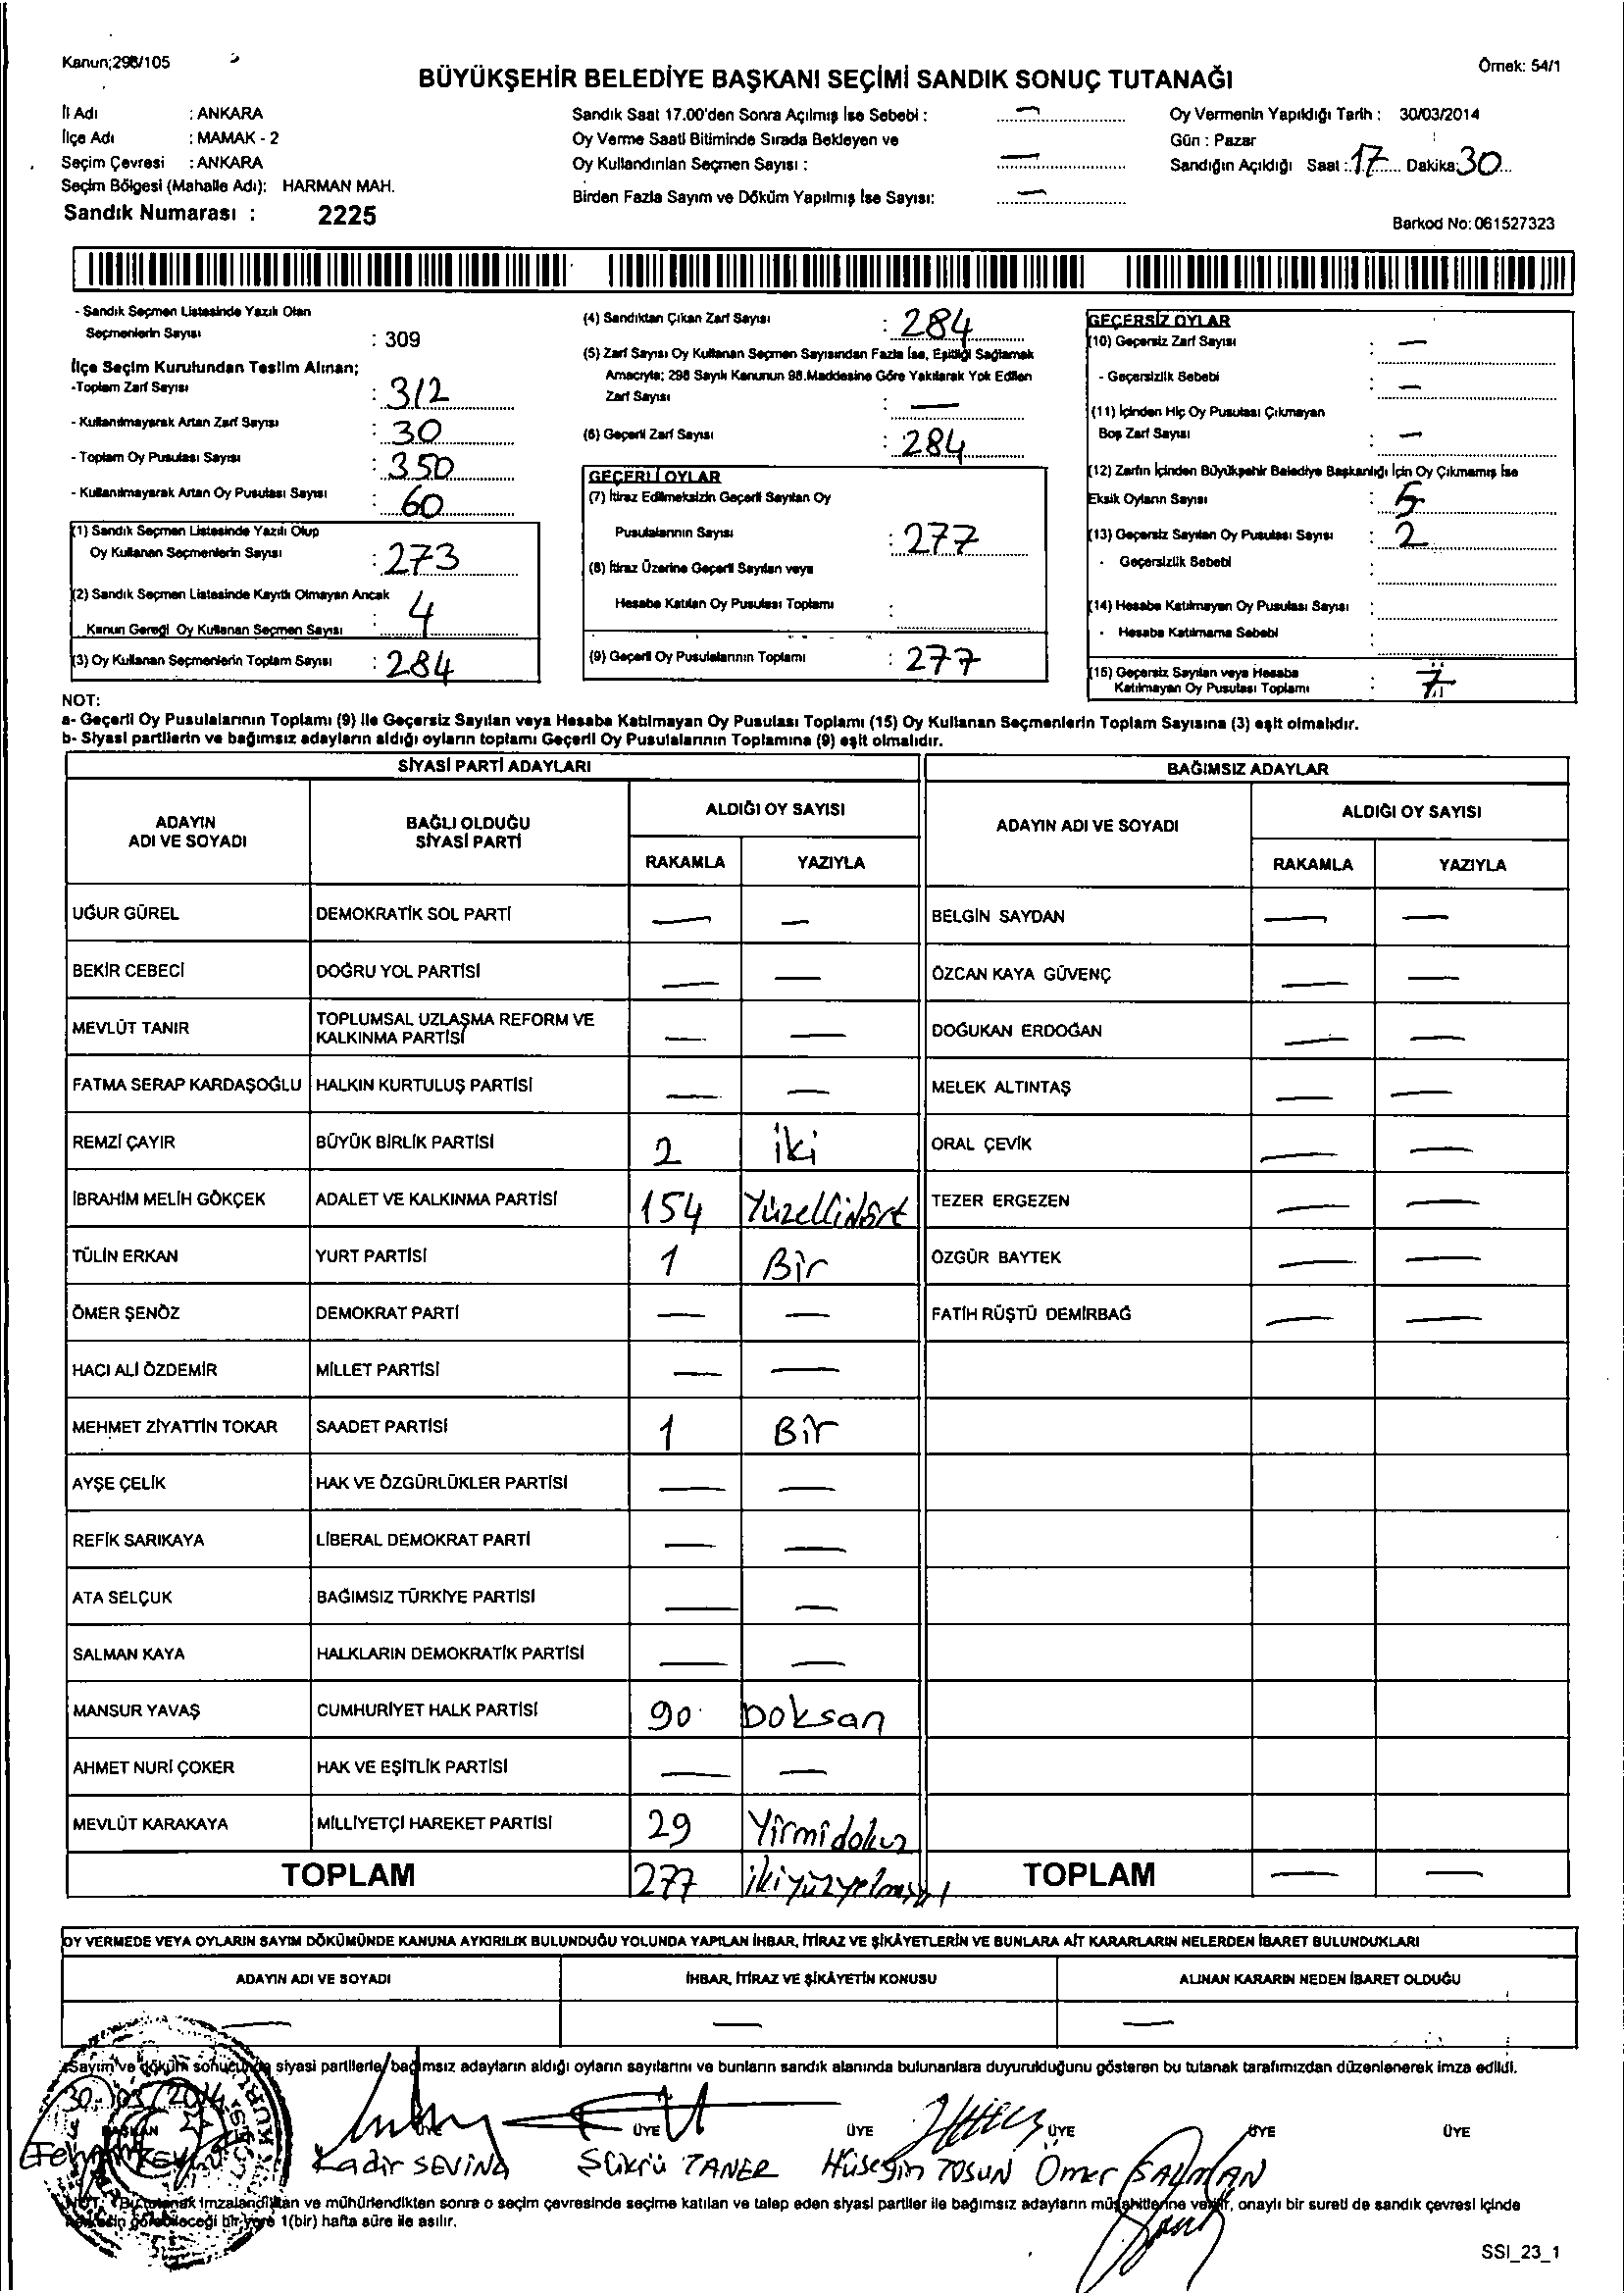 Kanun;298/105
Örnek: 54/1
BÜYÜKŞEHİR BELEDİYE BAŞKANI SEÇİMİ SANDIK SONUÇ TUTANAĞI
İl Adı : ANKARA
İlçe Adı : MAMAK - 2
Seçim Çevresi : ANKARA
Seçim Bölgesi (Mahalle Adı): HARMAN MAH.
Sandık Numarası : 2225
Sandık Saat 17.00'den Sonra Açılmış İse Sebebi : —
Oy Verme Saati Bitiminde Sırada Bekleyen ve
Oy Kullandırılan Seçmen Sayısı : —
Birden Fazla Sayım ve Döküm Yapılmış İse Sayısı: —
Oy Vermenin Yapıldığı Tarih : 30/03/2014
Gün : Pazar
Sandığın Açıldığı Saat : 17 Dakika: 30
Barkod No: 061527323
- Sandık Seçmen Listesinde Yazılı Olan
Seçmenlerin Sayısı : 309
İlçe Seçim Kurulundan Teslim Alınan;
-Toplam Zarf Sayısı : 312
- Kullanılmayarak Artan Zarf Sayısı : 30
- Toplam Oy Pusulası Sayısı : 350
- Kullanılmayarak Artan Oy Pusulası Sayısı : 60
(1) Sandık Seçmen Listesinde Yazılı Olup
Oy Kullanan Seçmenlerin Sayısı : 273
(2) Sandık Seçmen Listesinde Kayıtlı Olmayan Ancak
Kanun Gereği Oy Kullanan Seçmen Sayısı : 4
(3) Oy Kullanan Seçmenlerin Toplam Sayısı : 284
(4) Sandıktan Çıkan Zarf Sayısı : 284
(5) Zarf Sayısı Oy Kullanan Seçmen Sayısından Fazla İse, Eşitliği Sağlamak
Amacıyla; 298 Sayılı Kanunun 98.Maddesine Göre Yakılarak Yok Edilen
Zarf Sayısı : —
(6) Geçerli Zarf Sayısı : 284
GEÇERLİ OYLAR
(7) İtiraz Edilmeksizin Geçerli Sayılan Oy
Pusulalarının Sayısı : 277
(8) İtiraz Üzerine Geçerli Sayılan veya
Hesaba Katılan Oy Pusulası Toplamı :
(9) Geçerli Oy Pusulalarının Toplamı : 277
GEÇERSİZ OYLAR
(10) Geçersiz Zarf Sayısı : —
- Geçersizlik Sebebi : —
(11) İçinden Hiç Oy Pusulası Çıkmayan
Boş Zarf Sayısı : —
(12) Zarfın İçinden Büyükşehir Belediye Başkanlığı İçin Oy Çıkmamış İse
Eksik Oyların Sayısı : 5
(13) Geçersiz Sayılan Oy Pusulası Sayısı : 2
- Geçersizlik Sebebi :
(14) Hesaba Katılmayan Oy Pusulası Sayısı :
- Hesaba Katılmama Sebebi :
(15) Geçersiz Sayılan veya Hesaba
Katılmayan Oy Pusulası Toplamı : 7
NOT:
a- Geçerli Oy Pusulalarının Toplamı (9) ile Geçersiz Sayılan veya Hesaba Katılmayan Oy Pusulası Toplamı (15) Oy Kullanan Seçmenlerin Toplam Sayısına (3) eşit olmalıdır.
b- Siyasi partilerin ve bağımsız adayların aldığı oyların toplamı Geçerli Oy Pusulalarının Toplamına (9) eşit olmalıdır.
SİYASİ PARTİ ADAYLARI BAĞIMSIZ ADAYLAR
ADAYIN ADI VE SOYADI BAĞLI OLDUĞU SİYASİ PARTİ ALDIĞI OY SAYISI ADAYIN ADI VE SOYADI ALDIĞI OY SAYISI
RAKAMLA YAZIYLA RAKAMLA YAZIYLA
UĞUR GÜREL DEMOKRATİK SOL PARTİ — — BELGİN SAYDAN — —
BEKİR CEBECİ DOĞRU YOL PARTİSİ — — ÖZCAN KAYA GÜVENÇ — —
MEVLÜT TANIR TOPLUMSAL UZLAŞMA REFORM VE KALKINMA PARTİSİ — — DOĞUKAN ERDOĞAN — —
FATMA SERAP KARDAŞOĞLU HALKIN KURTULUŞ PARTİSİ — — MELEK ALTINTAŞ — —
REMZİ ÇAYIR BÜYÜK BİRLİK PARTİSİ 2 iki ORAL ÇEVİK — —
İBRAHİM MELİH GÖKÇEK ADALET VE KALKINMA PARTİSİ 154 Yüzellidört TEZER ERGEZEN — —
TÜLİN ERKAN YURT PARTİSİ 1 Bir ÖZGÜR BAYTEK — —
ÖMER ŞENÖZ DEMOKRAT PARTİ — — FATİH RÜŞTÜ DEMİRBAĞ — —
HACI ALİ ÖZDEMİR MİLLET PARTİSİ — —
MEHMET ZİYATTİN TOKAR SAADET PARTİSİ 1 Bir
AYŞE ÇELİK HAK VE ÖZGÜRLÜKLER PARTİSİ — —
REFİK SARIKAYA LİBERAL DEMOKRAT PARTİ — —
ATA SELÇUK BAĞIMSIZ TÜRKİYE PARTİSİ — —
SALMAN KAYA HALKLARIN DEMOKRATİK PARTİSİ — —
MANSUR YAVAŞ CUMHURİYET HALK PARTİSİ 90 Doksan
AHMET NURİ ÇOKER HAK VE EŞİTLİK PARTİSİ — —
MEVLÜT KARAKAYA MİLLİYETÇİ HAREKET PARTİSİ 29 Yirmidokuz
TOPLAM 277 TOPLAM — —
OY VERMEDE VEYA OYLARIN SAYIM DÖKÜMÜNDE KANUNA AYKIRILIK BULUNDUĞU YOLUNDA YAPILAN İHBAR, İTİRAZ VE ŞİKÂYETLERİN VE BUNLARA AİT KARARLARIN NELERDEN İBARET BULUNDUKLARI
ADAYIN ADI VE SOYADI İHBAR, İTİRAZ VE ŞİKÂYETİN KONUSU ALINAN KARARIN NEDEN İBARET OLDUĞU
— — —
Sayım ve döküm sonucunda siyasi partilerle/ bağımsız adayların aldığı oyların sayılarını ve bunların sandık alanında bulunanlara duyurulduğunu gösteren bu tutanak tarafımızdan düzenlenerek imza edildi.
30/03/2014
BAŞKAN ÜYE ÜYE ÜYE ÜYE ÜYE
Kadir SEVİNÇ Şükrü TANER Hüseyin TOSUN Ömer SALMAN
NOT: Bu tutanak imzalandıktan ve mühürlendikten sonra o seçim çevresinde seçime katılan ve talep eden siyasi partiler ile bağımsız adayların müşahitlerine verilir, onaylı bir sureti de sandık çevresi içinde
herkesin görebileceği bir yere 1(bir) hafta süre ile asılır.
SSI_23_1